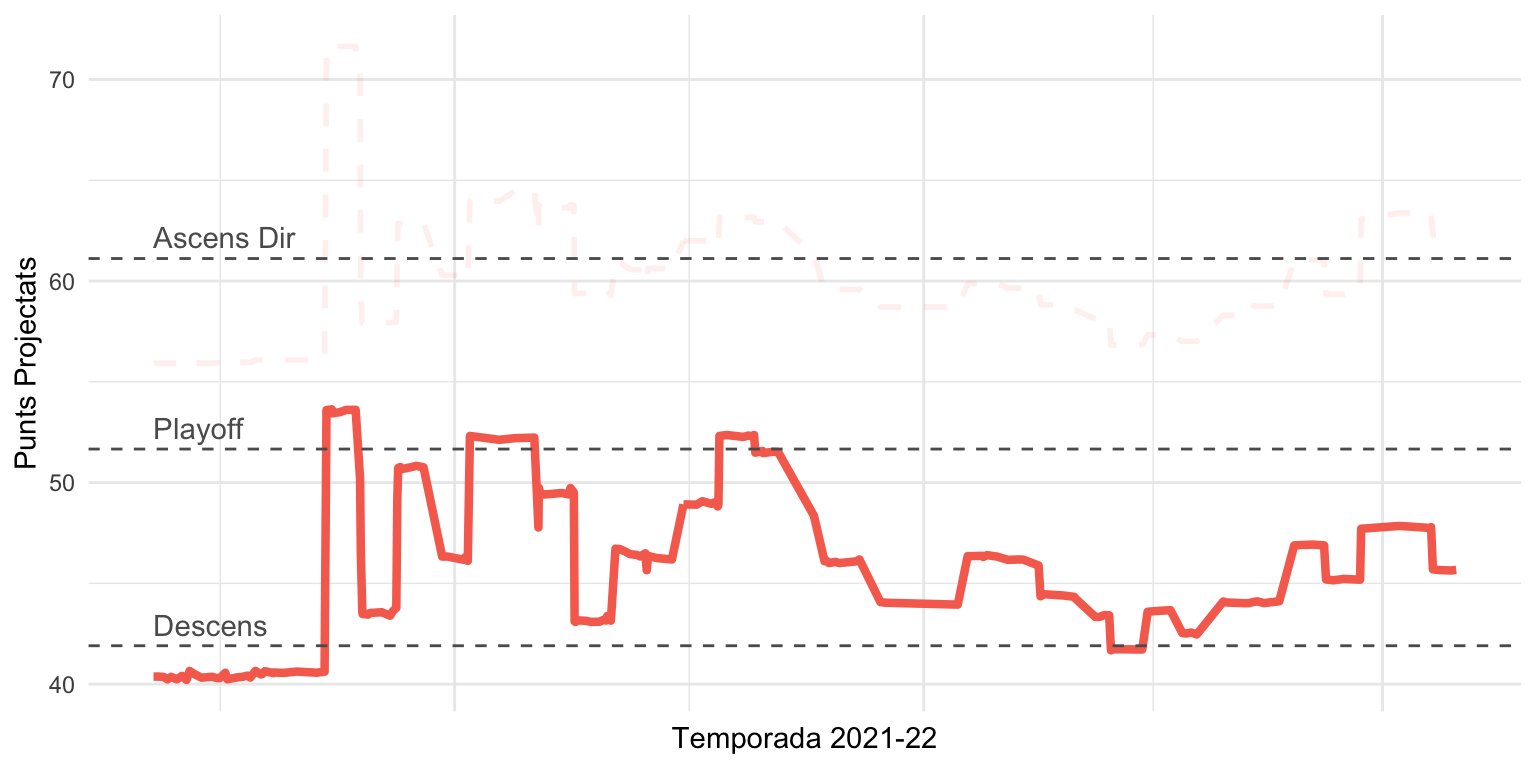 70
60
50
40
Punts Projectats
Ascens Dir
Playoff
Descens
Temporada 2021-22